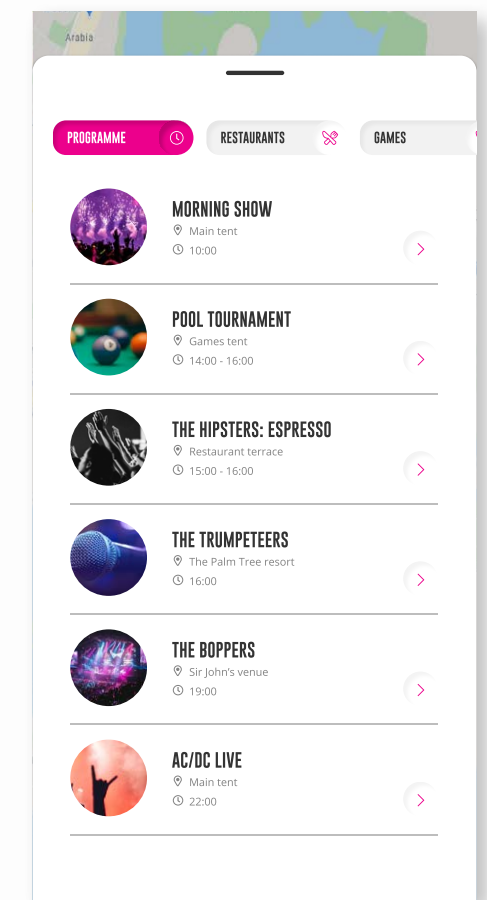 Arabia
PROGRAMME
RESTAURANTS
GAMES
MORNING SHOW
Main tent
10:00
POOL TOURNAMENT
Games tent
14:00 - 16:00
THE HIPSTERS: ESPRESSO
Restaurant terrace
15:00 - 16:00
THE TRUMPETEERS
The Palm Tree resort
16:00
THE BOPPERS
Sir John's venue
19:00
AC/DC LIVE
Main tent
22:00